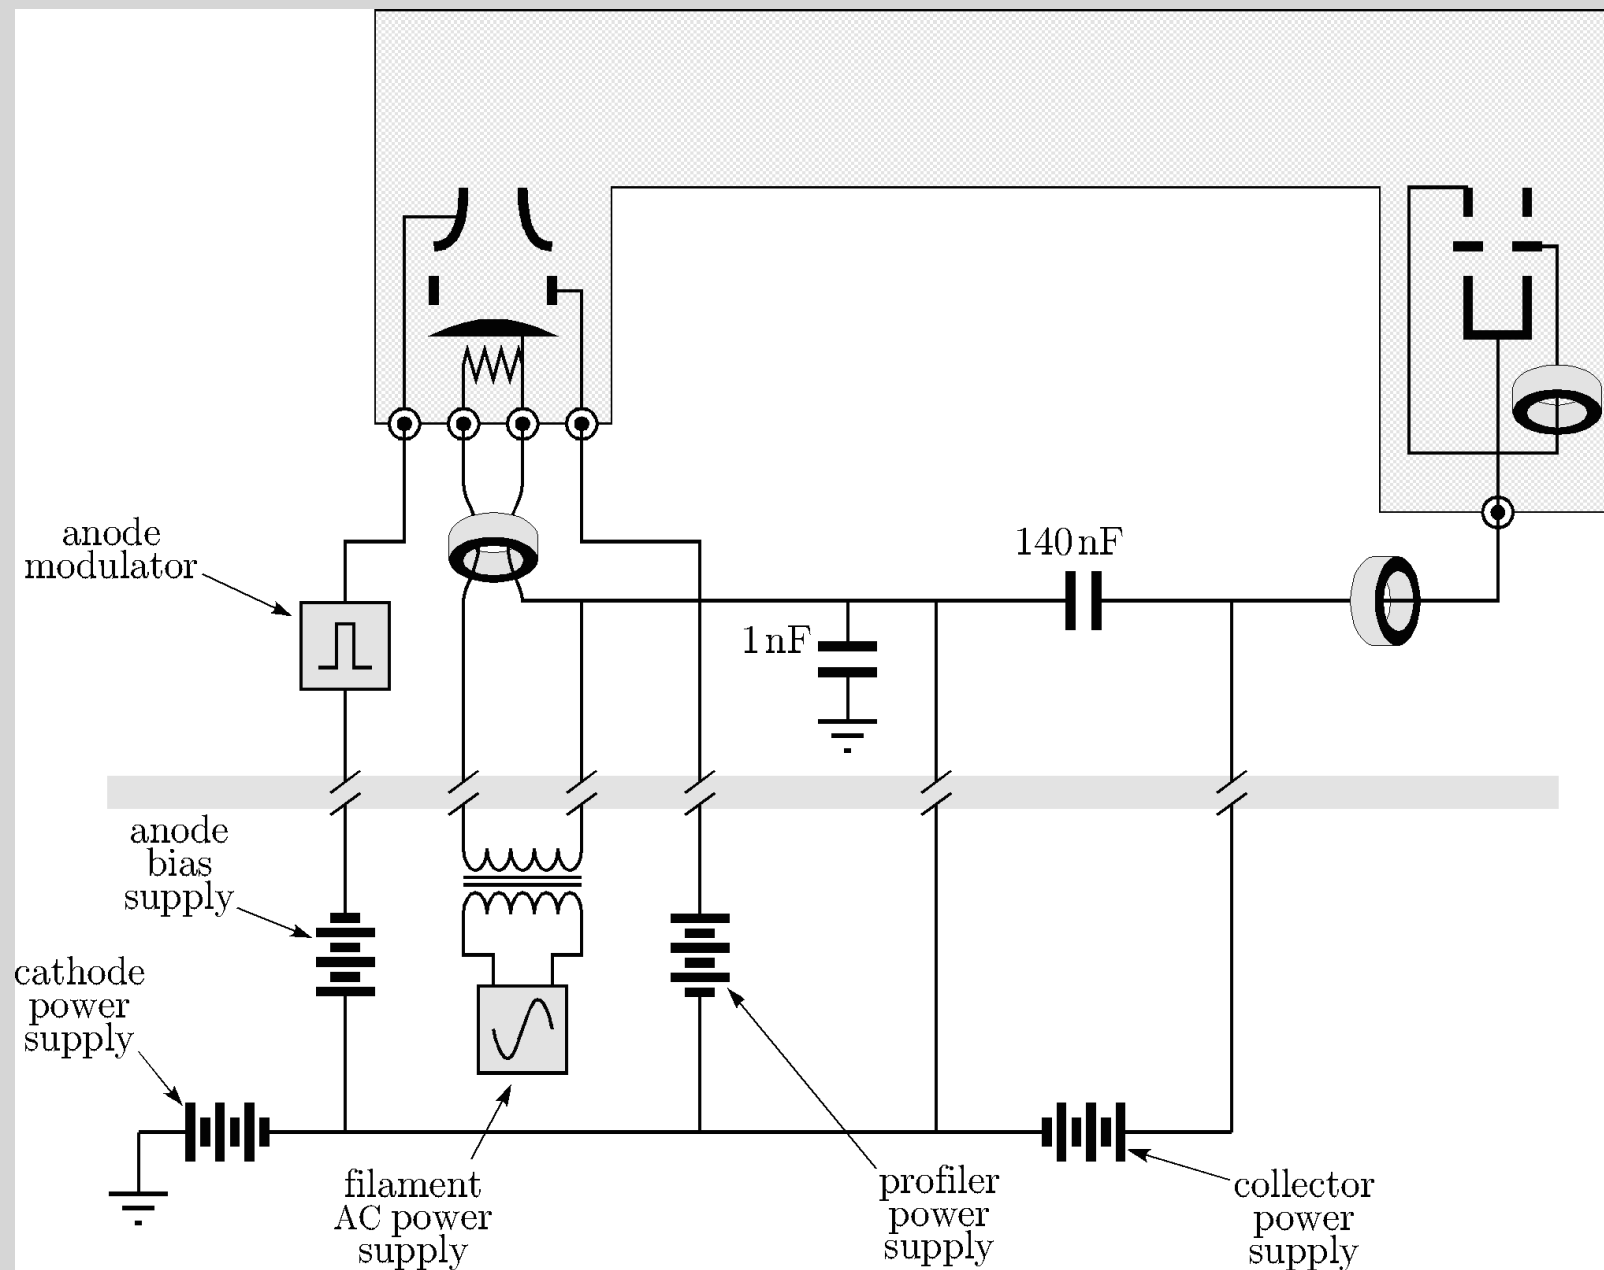 140 nF
anode
modulator
1 nF
anode
bias
supply
cathode
power
supply
filament
AC power
supply
profiler
power
supply
collector
power
supply